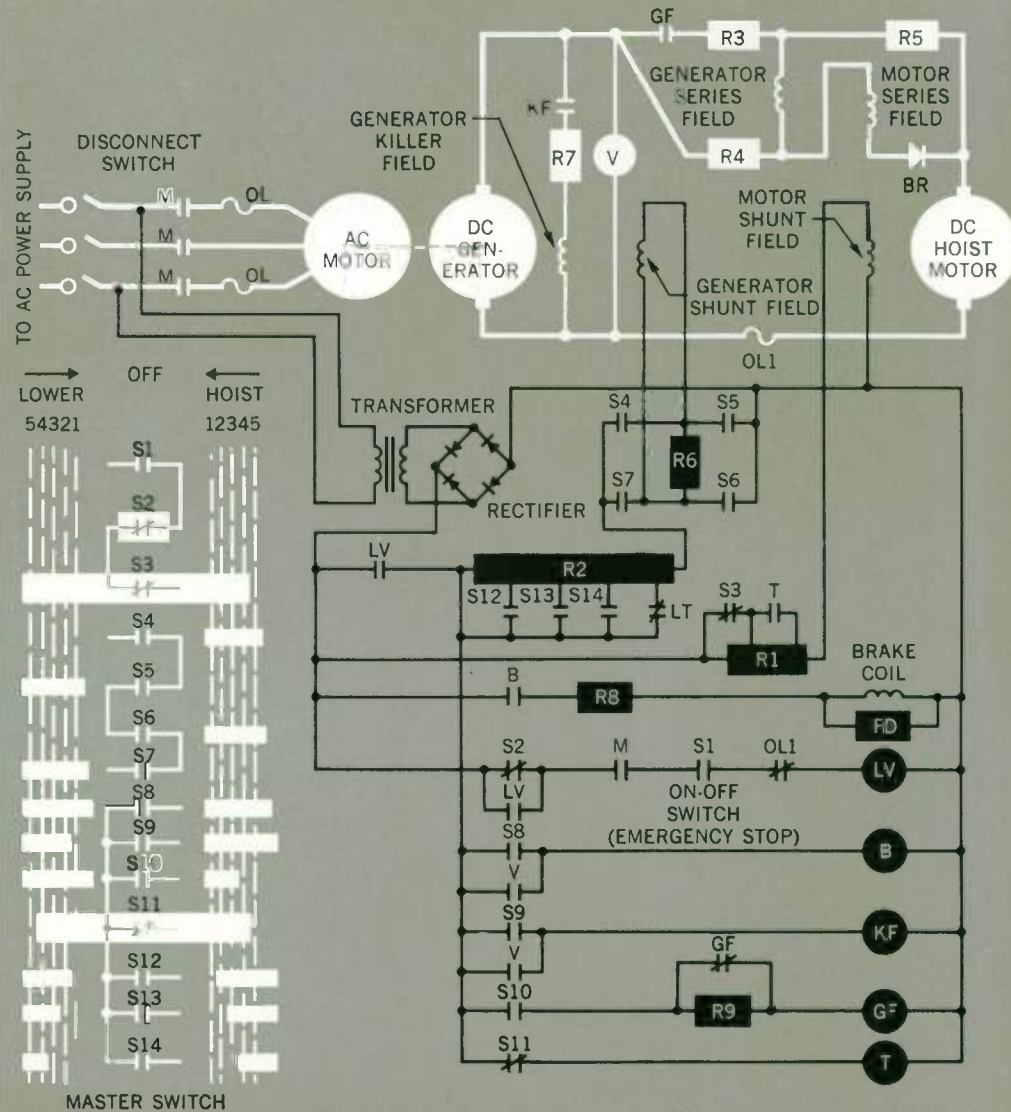 GF
R3
R5
KF
GENERATOR
SERIES
FIELD
MOTOR
SERIES
FIELD
GENERATOR
KILLER
FIELD
DISCONNECT
SWITCH
TO AC POWER SUPPLY
R7
V
R4
BR
M
OL
M
M
OL
AC
MOTOR
DC
GEN-
ERATOR
MOTOR
SHUNT
FIELD
DC
HOIST
MOTOR
GENERATOR
SHUNT FIELD
OL1
LOWER
OFF
HOIST
54321
12345
TRANSFORMER
S4
S5
R6
S7
S6
RECTIFIER
S1
S2
S3
S4
S5
S6
S7
S8
S9
S10
S11
S12
S13
S14
MASTER SWITCH
LV
R2
S12
S13
S14
LT
S3
T
R1
BRAKE
COIL
B
R8
FD
S2
M
S1
OL1
LV
LV
ON-OFF
SWITCH
(EMERGENCY STOP)
S8
B
V
S9
KF
V
GF
S10
R9
GF
S11
T